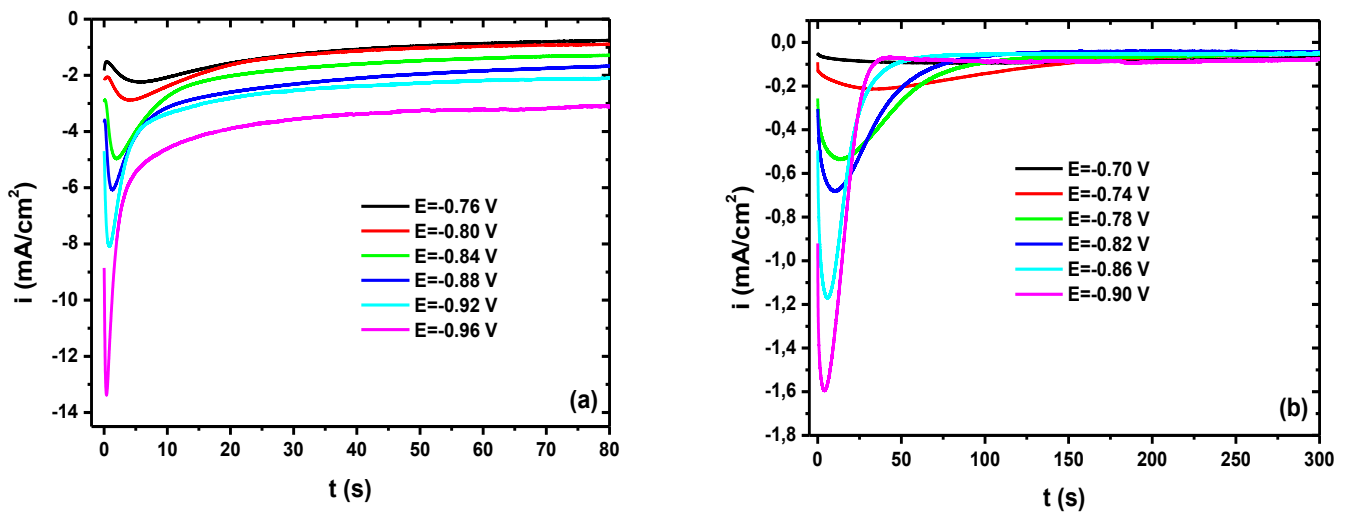 0
-2
-4
-6
-8
-10
-12
-14
i (mA/cm²)
E=-0.76 V
E=-0.80 V
E=-0.84 V
E=-0.88 V
E=-0.92 V
E=-0.96 V
(a)
0 10 20 30 40 50 60 70 80
t (s)
0,0
-0,2
-0,4
-0,6
-0,8
-1,0
-1,2
-1,4
-1,6
-1,8
i (mA/cm²)
E=-0.70 V
E=-0.74 V
E=-0.78 V
E=-0.82 V
E=-0.86 V
E=-0.90 V
(b)
0 50 100 150 200 250 300
t (s)